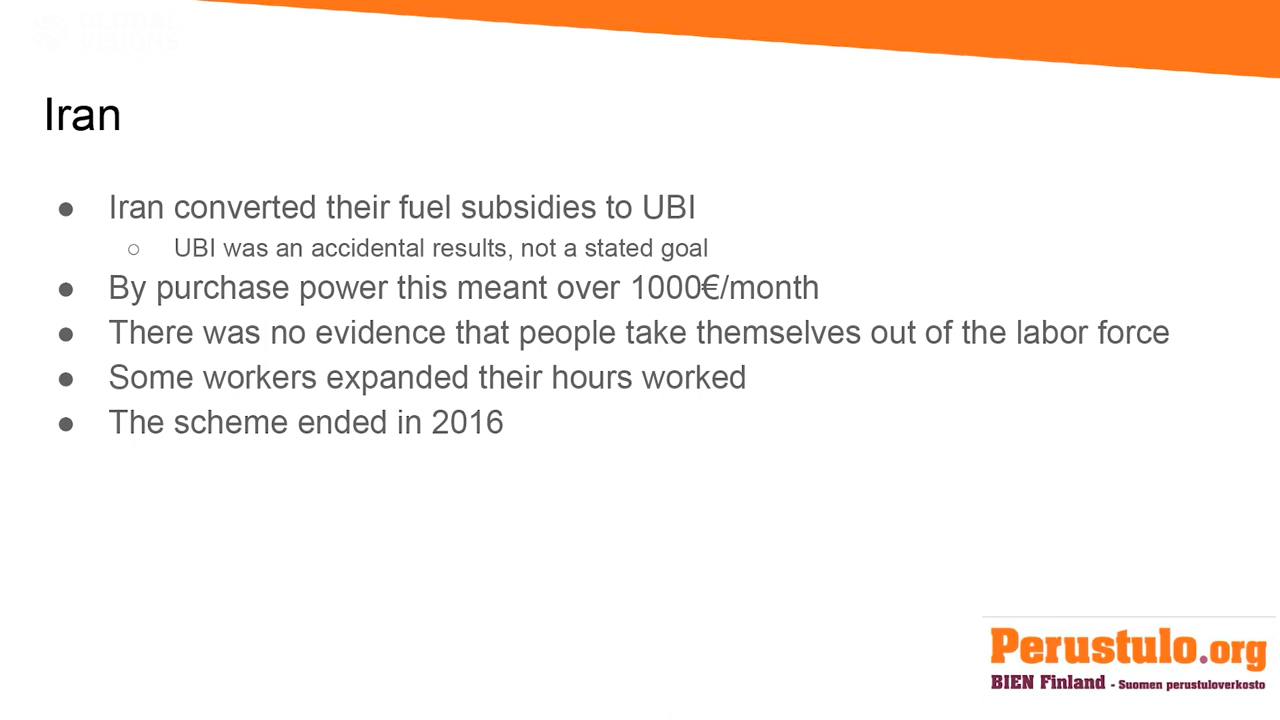 GLOBAL
VISIONS
Iran
● Iran converted their fuel subsidies to UBI
○ UBI was an accidental results, not a stated goal
● By purchase power this meant over 1000€/month
● There was no evidence that people take themselves out of the labor force
● Some workers expanded their hours worked
● The scheme ended in 2016
Perustulo.org
BIEN Finland - Suomen perustuloverkosto